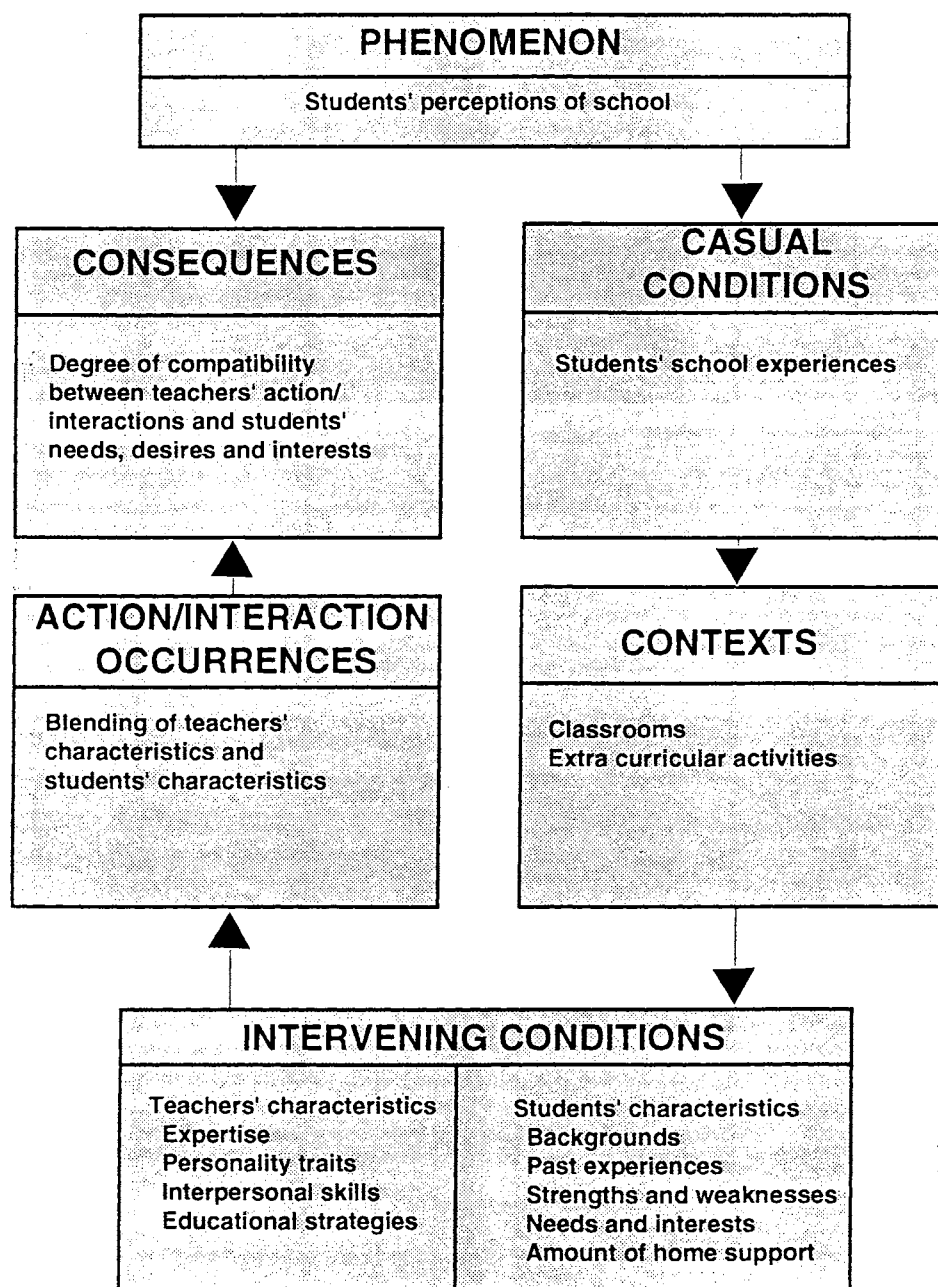 PHENOMENON
Students' perceptions of school
CONSEQUENCES
Degree of compatibility
between teachers' action/
interactions and students'
needs, desires and interests
CASUAL
CONDITIONS
Students' school experiences
ACTION/INTERACTION
OCCURRENCES
Blending of teachers'
characteristics and
students' characteristics
CONTEXTS
Classrooms
Extra curricular activities
INTERVENING CONDITIONS
Teachers' characteristics
Expertise
Personality traits
Interpersonal skills
Educational strategies
Students' characteristics
Backgrounds
Past experiences
Strengths and weaknesses
Needs and interests
Amount of home support